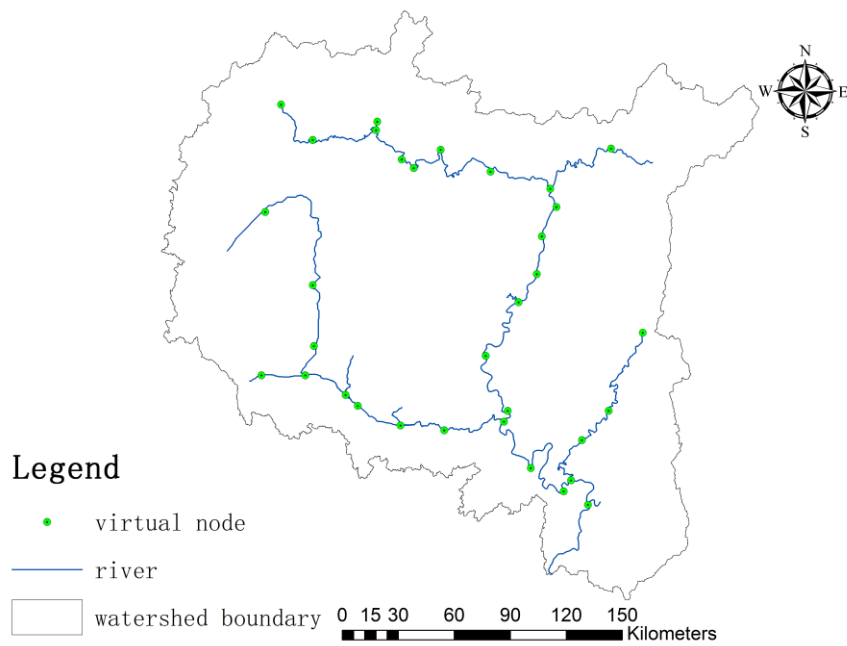 N
W E
S
Legend
virtual node
river
watershed boundary
0 15 30 60 90 120 150
Kilometers